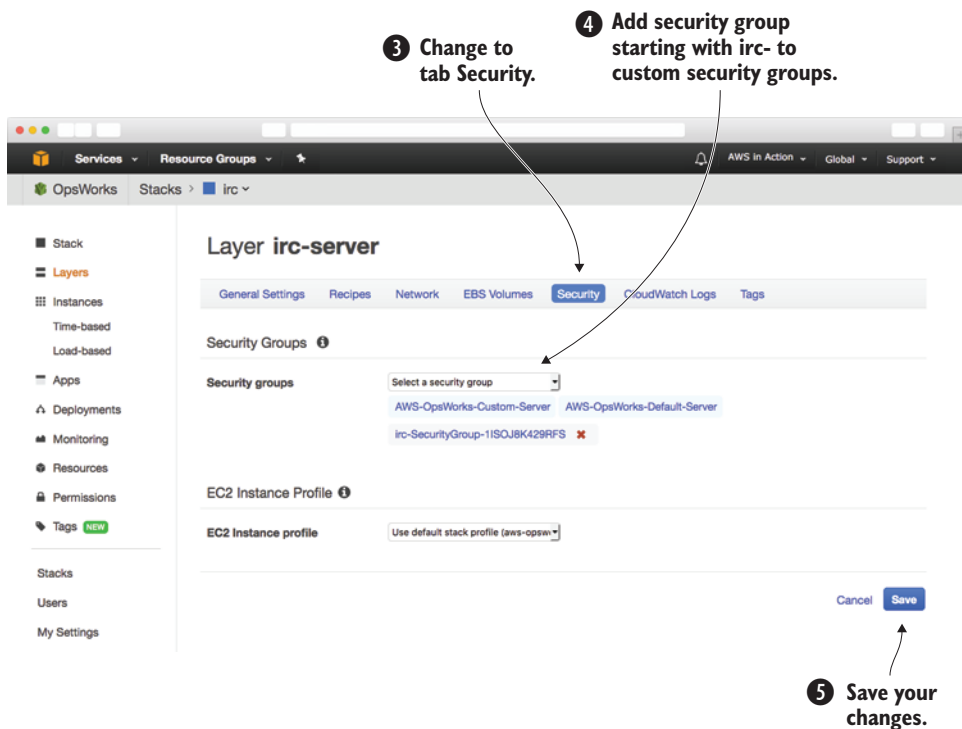 ❹ Add security group
starting with irc- to
custom security groups.
❸ Change to
tab Security.
Services Resource Groups AWS in Action Global Support
OpsWorks Stacks > irc
Stack
Layers
Instances
Time-based
Load-based
Apps
Deployments
Monitoring
Resources
Permissions
Tags NEW
Stacks
Users
My Settings
Layer irc-server
General Settings Recipes Network EBS Volumes Security CloudWatch Logs Tags
Security Groups
Security groups Select a security group
AWS-OpsWorks-Custom-Server AWS-OpsWorks-Default-Server
irc-SecurityGroup-1ISOJ8K429RFS
EC2 Instance Profile
EC2 Instance profile Use default stack profile (aws-opsw
Cancel Save
❺ Save your
changes.